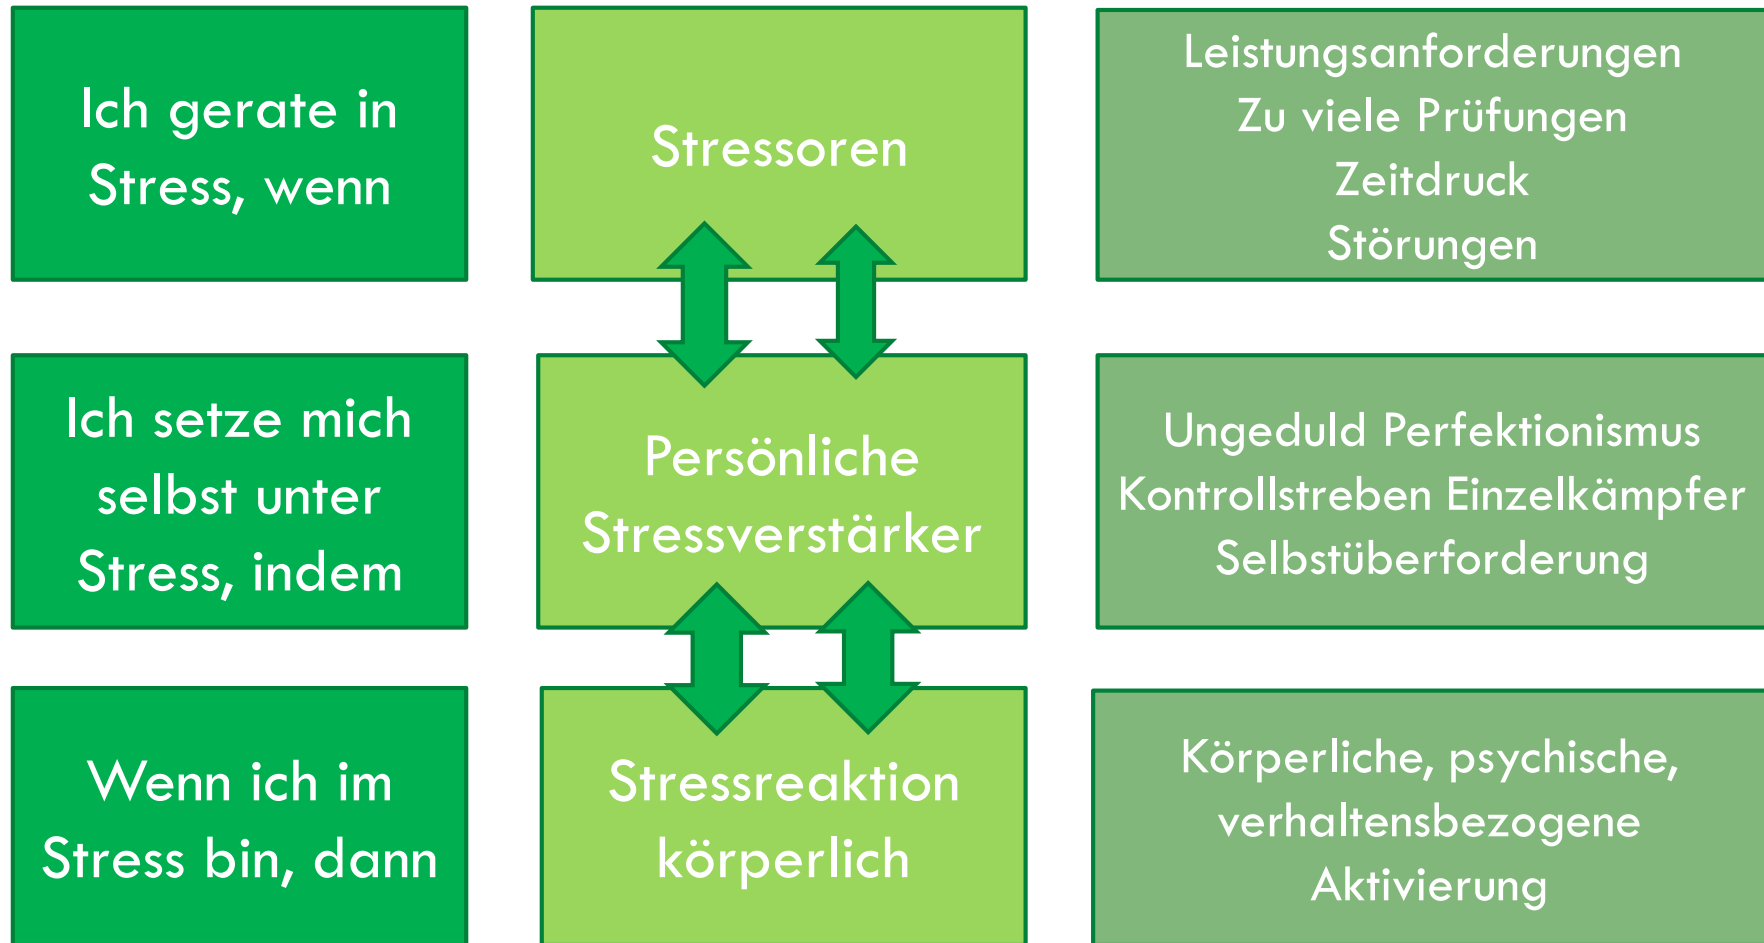 Ich gerate in
Stress, wenn
Stressoren
Leistungsanforderungen
Zu viele Prüfungen
Zeitdruck
Störungen
Ich setze mich
selbst unter
Stress, indem
Persönliche
Stressverstärker
Ungeduld Perfektionismus
Kontrollstreben Einzelkämpfer
Selbstüberforderung
Wenn ich im
Stress bin, dann
Stressreaktion
körperlich
Körperliche, psychische,
verhaltensbezogene
Aktivierung